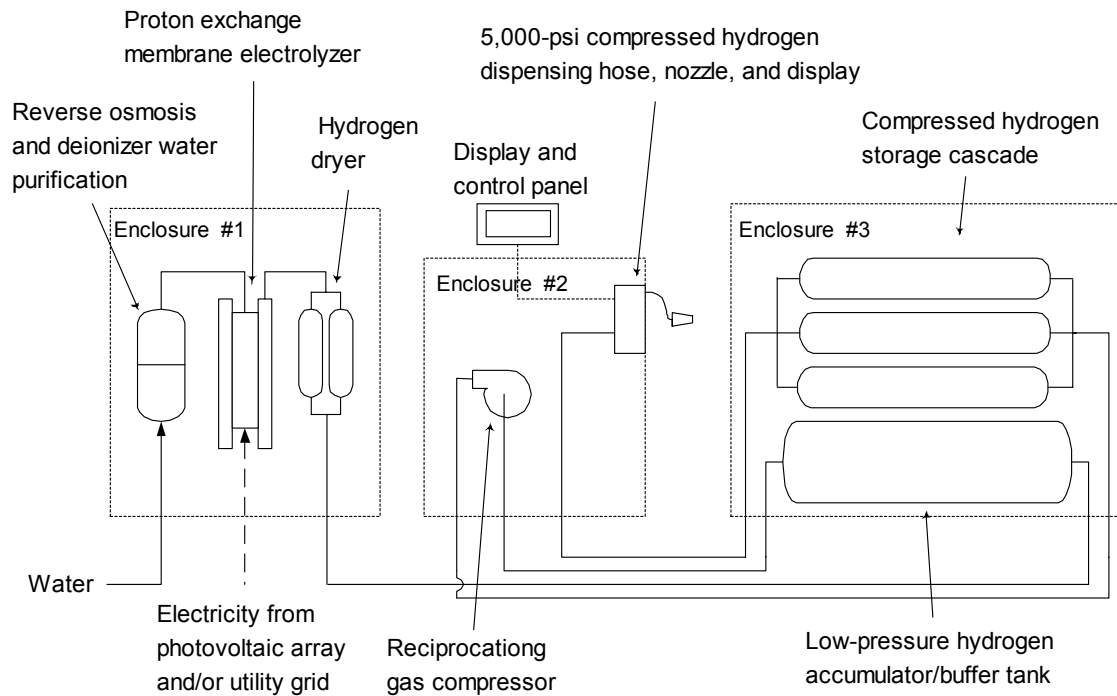 Proton exchange
membrane electrolyzer
5,000-psi compressed hydrogen
dispensing hose, nozzle, and display
Reverse osmosis
and deionizer water
purification
Hydrogen
dryer
Display and
control panel
Compressed hydrogen
storage cascade
Enclosure #1
Enclosure #2
Enclosure #3
Water
Electricity from
photovoltaic array
and/or utility grid
Reciprocationg
gas compressor
Low-pressure hydrogen
accumulator/buffer tank